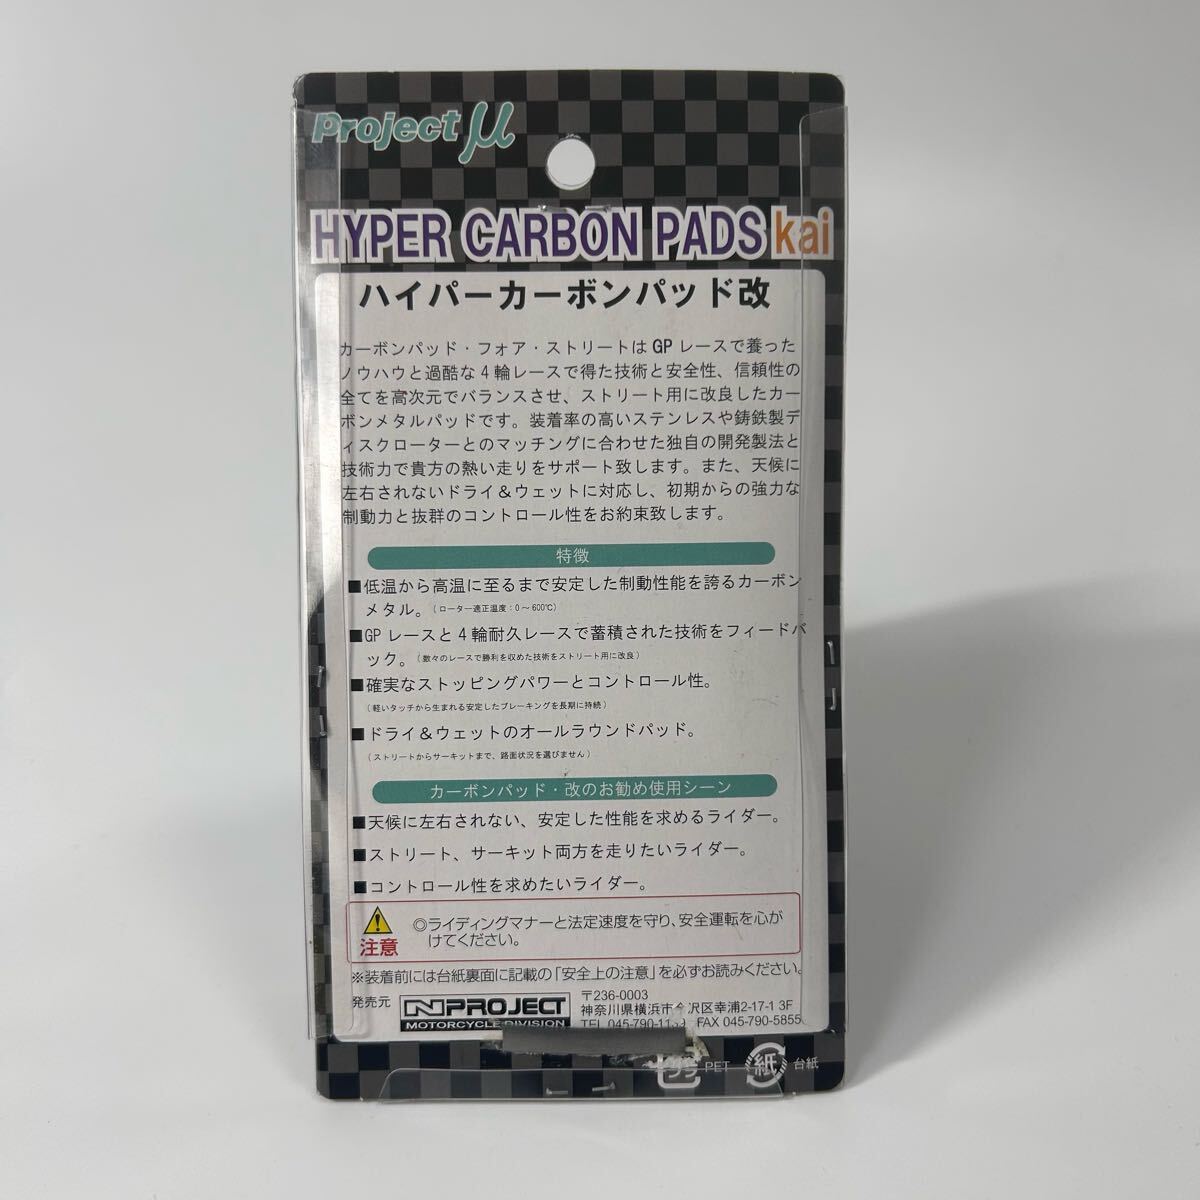 Project μ
HYPER CARBON PADS kai
ハイパーカーボンパッド改
カーボンパッド・フォア・ストリートはGPレースで養った
ノウハウと過酷な4輪レースで得た技術と安全性、信頼性の
全てを高次元でバランスさせ、ストリート用に改良したカー
ボンメタルパッドです。装着率の高いステンレスや鋳鉄製デ
ィスクローターとのマッチングに合わせた独自の開発製法と
技術力で貴方の熱い走りをサポート致します。また、天候に
左右されないドライ&ウェットに対応し、初期からの強力な
制動力と抜群のコントロール性をお約束致します。
特徴
■低温から高温に至るまで安定した制動性能を誇るカーボン
メタル。(ローター適正温度:0~600℃)
■GPレースと4輪耐久レースで蓄積された技術をフィードバ
ック。(数々のレースで勝利を収めた技術をストリート用に改良)
■確実なストッピングパワーとコントロール性。
(軽いタッチから生まれる安定したブレーキングを長期に持続)
■ドライ&ウェットのオールラウンドパッド。
(ストリートからサーキットまで、路面状況を選びません)
カーボンパッド・改のお勧め使用シーン
■天候に左右されない、安定した性能を求めるライダー。
■ストリート、サーキット両方を走りたいライダー。
■コントロール性を求めたいライダー。
注意
◎ライディングマナーと法定速度を守り、安全運転を心が
けてください。
※装着前には台紙裏面に記載の「安全上の注意」を必ずお読みください。
発売元
NPROJECT
MOTORCYCLE DIVISION
〒236-0003
神奈川県横浜市金沢区幸浦2-17-1 3F
TEL 045-790-11 FAX 045-790-5855
プラ PET
紙 台紙